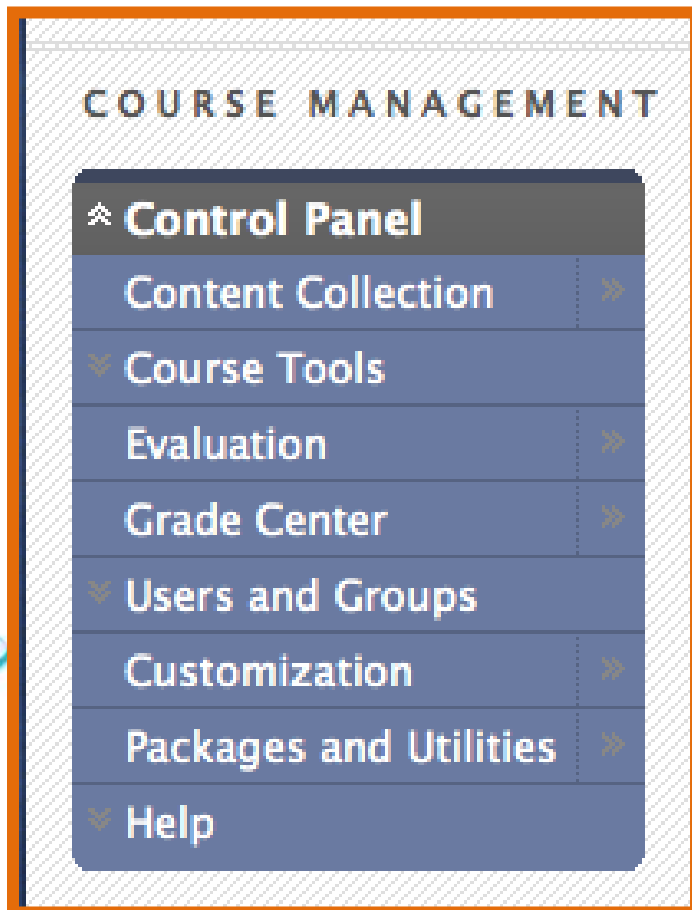 COURSE MANAGEMENT
Control Panel
Content Collection
Course Tools
Evaluation
Grade Center
Users and Groups
Customization
Packages and Utilities
Help